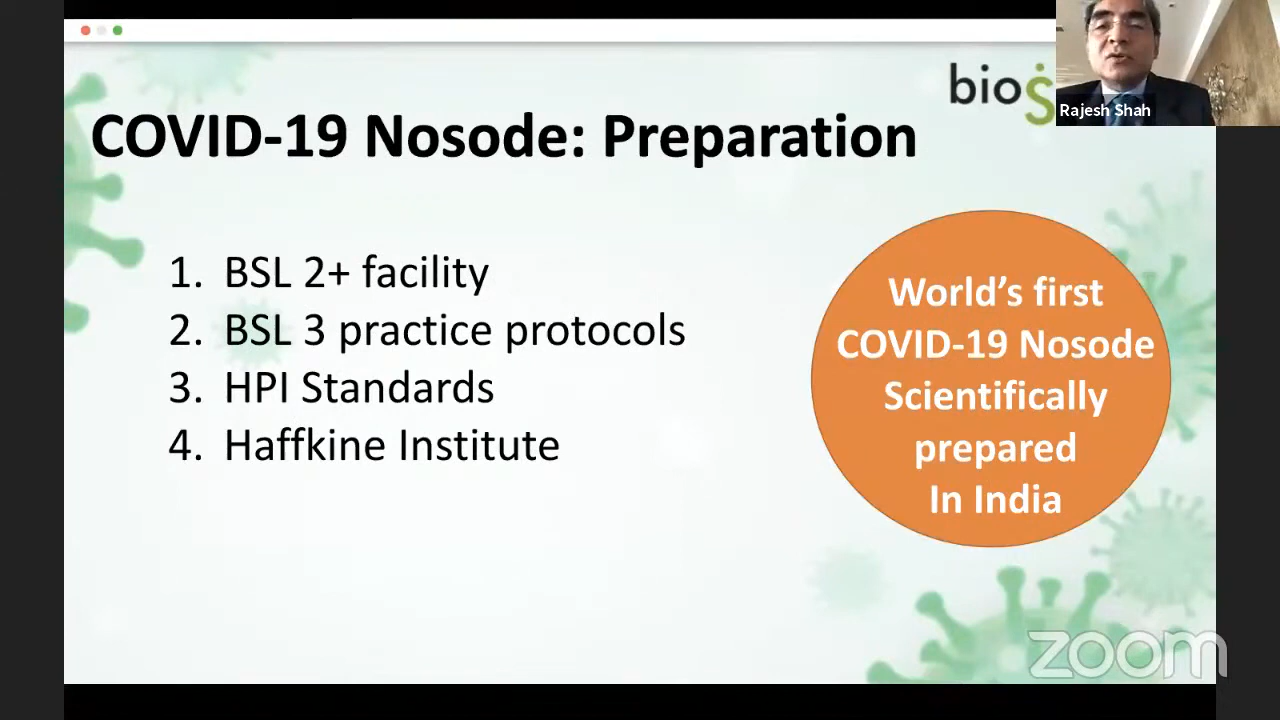 bioS
Rajesh Shah
COVID-19 Nosode: Preparation
1. BSL 2+ facility
2. BSL 3 practice protocols
3. HPI Standards
4. Haffkine Institute
World’s first
COVID-19 Nosode
Scientifically
prepared
In India
zoom